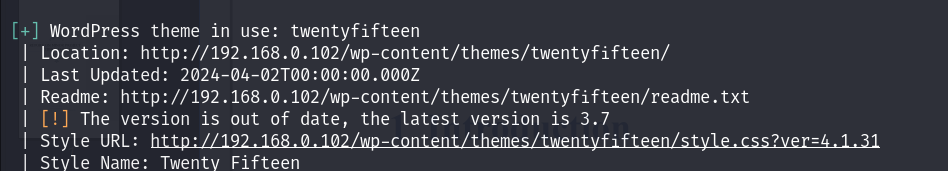 [+] WordPress theme in use: twentyfifteen
| Location: http://192.168.0.102/wp-content/themes/twentyfifteen/
| Last Updated: 2024-04-02T00:00:00.000Z
| Readme: http://192.168.0.102/wp-content/themes/twentyfifteen/readme.txt
| [!] The version is out of date, the latest version is 3.7
| Style URL: http://192.168.0.102/wp-content/themes/twentyfifteen/style.css?ver=4.1.31
| Style Name: Twenty Fifteen